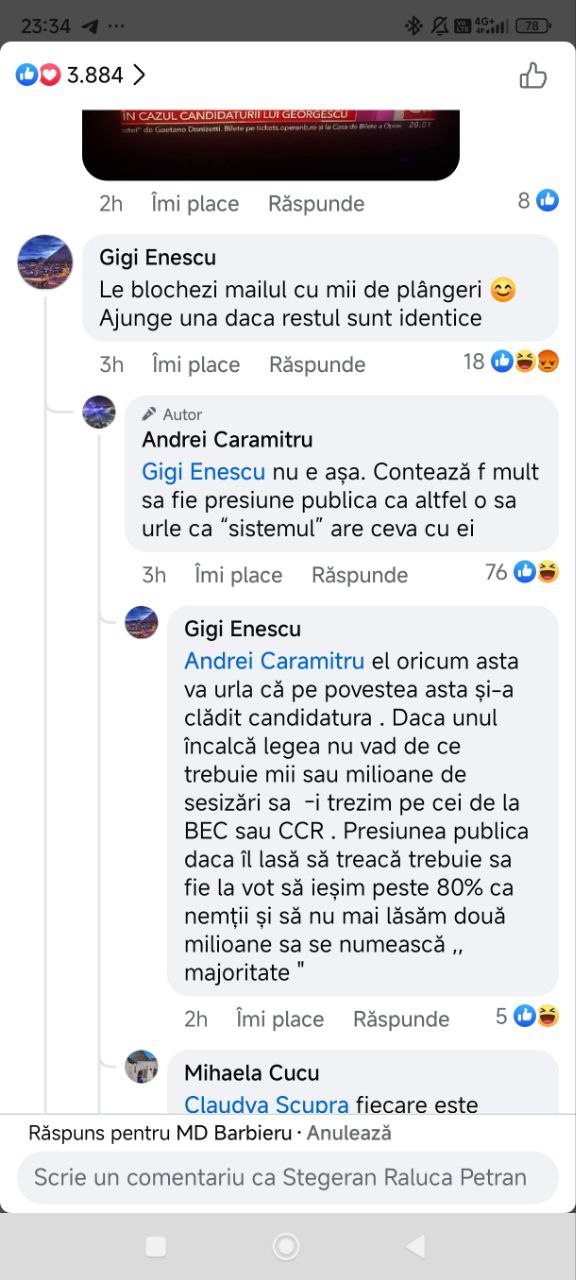 23:34
4G+
78
3.884
ÎN CAZUL CANDIDATURII LUI GEORGESCU
de Gaetano Donizetti. Bilete pe tickets.operanb.ro și la Casa de Bilete a Operei 20:01
2h Îmi place Răspunde 8
Gigi Enescu
Le blochezi mailul cu mii de plângeri 😊
Ajunge una daca restul sunt identice
3h Îmi place Răspunde 18
Autor
Andrei Caramitru
Gigi Enescu nu e așa. Contează f mult
sa fie presiune publica ca altfel o sa
urle ca “sistemul” are ceva cu ei
3h Îmi place Răspunde 76
Gigi Enescu
Andrei Caramitru el oricum asta
va urla că pe povestea asta și-a
clădit candidatura . Daca unul
încalcă legea nu vad de ce
trebuie mii sau milioane de
sesizări sa -i trezim pe cei de la
BEC sau CCR . Presiunea publica
daca îl lasă să treacă trebuie sa
fie la vot să ieșim peste 80% ca
nemții și să nu mai lăsăm două
milioane sa se numească ,,
majoritate "
2h Îmi place Răspunde 5
Mihaela Cucu
Claudya Scupra fiecare este
Răspuns pentru MD Barbieru · Anulează
Scrie un comentariu ca Stegeran Raluca Petran